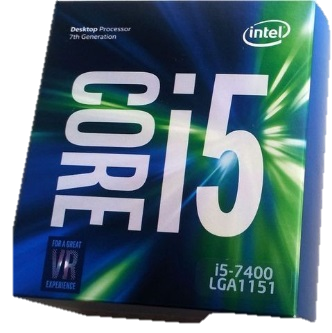 Desktop Processor
7th Generation
intel
CORE
i5
FOR A GREAT
VR
EXPERIENCE
i5-7400
LGA1151